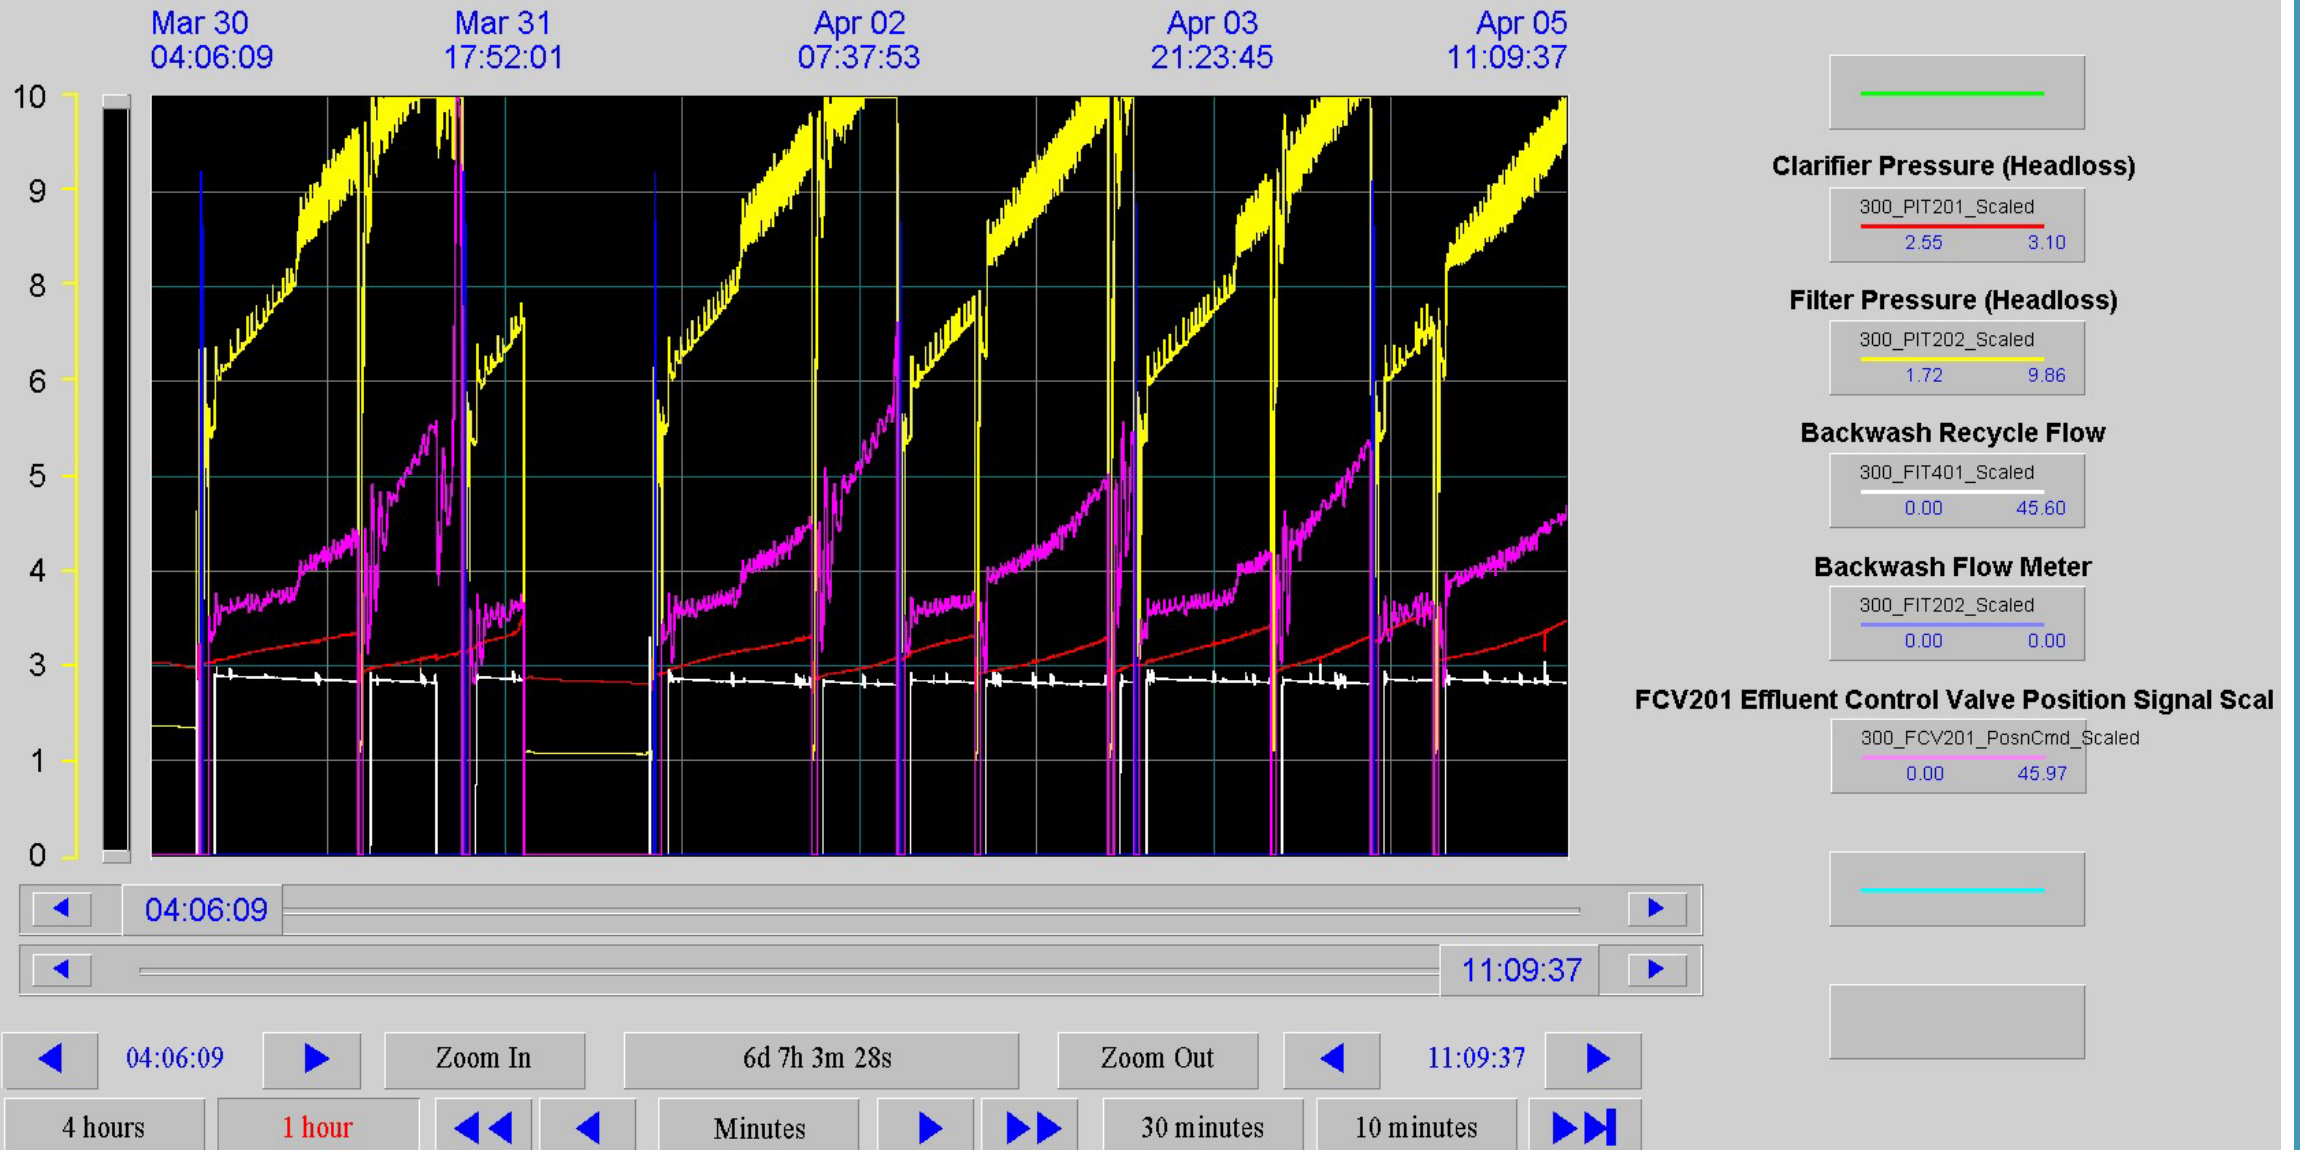 Mar 30 Mar 31 Apr 02 Apr 03 Apr 05
04:06:09 17:52:01 07:37:53 21:23:45 11:09:37
10
9
8
6
5
4
3
1
0
Clarifier Pressure (Headloss)
300_PIT201_Scaled
2.55 3.10
Filter Pressure (Headloss)
300_PIT202_Scaled
1.72 9.86
Backwash Recycle Flow
300_FIT401_Scaled
0.00 45.60
Backwash Flow Meter
300_FIT202_Scaled
0.00 0.00
FCV201 Effluent Control Valve Position Signal Scal
300_FCV201_PosnCmd_Scaled
0.00 45.97
04:06:09
11:09:37
04:06:09 Zoom In 6d 7h 3m 28s Zoom Out 11:09:37
4 hours 1 hour Minutes 30 minutes 10 minutes